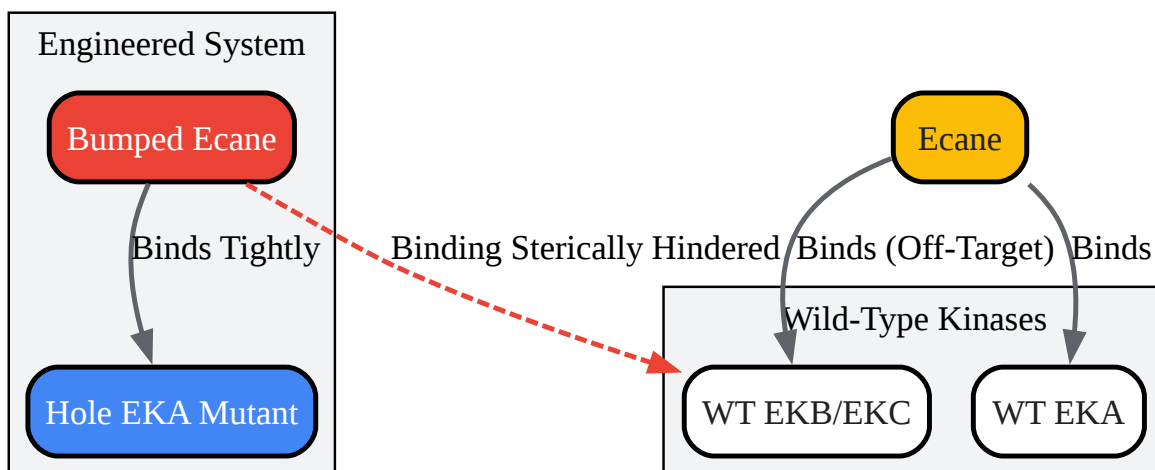 Engineered System
Bumped Ecane
Ecane
Binds Tightly
Binding Sterically Hindered
Binds (Off-Target)
Binds
Wild-Type Kinases
Hole EKA Mutant
WT EKB/EKC
WT EKA